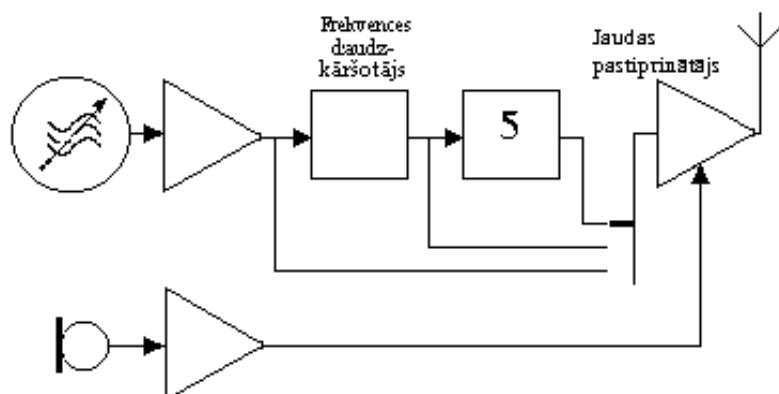 Frekvences
daudz-
kāršotājs
5
Jaudas
pastiprinātājs